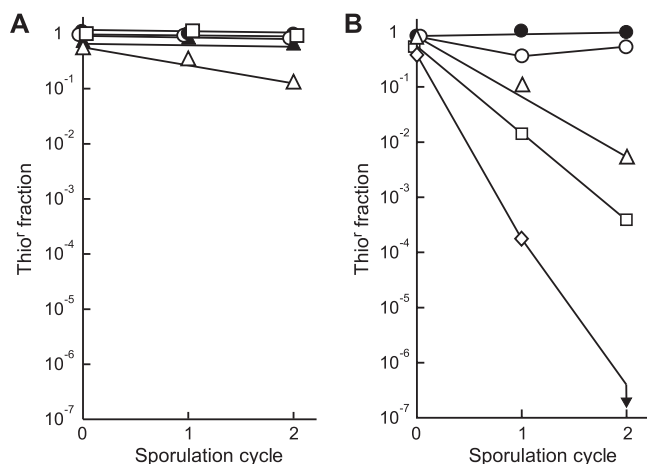 A
Thioʳ fraction
1
10⁻¹
10⁻²
10⁻³
10⁻⁴
10⁻⁵
10⁻⁶
10⁻⁷
0 1 2
Sporulation cycle
B
Thioʳ fraction
1
10⁻¹
10⁻²
10⁻³
10⁻⁴
10⁻⁵
10⁻⁶
10⁻⁷
0 1 2
Sporulation cycle